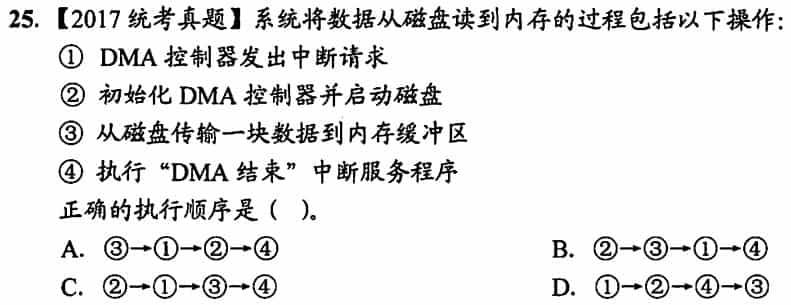 25. 【2017 统考真题】系统将数据从磁盘读到内存的过程包括以下操作:
① DMA 控制器发出中断请求
② 初始化 DMA 控制器并启动磁盘
③ 从磁盘传输一块数据到内存缓冲区
④ 执行“DMA 结束”中断服务程序
正确的执行顺序是（ ）。
A. ③→①→②→④ B. ②→③→①→④
C. ②→①→③→④ D. ①→②→④→③